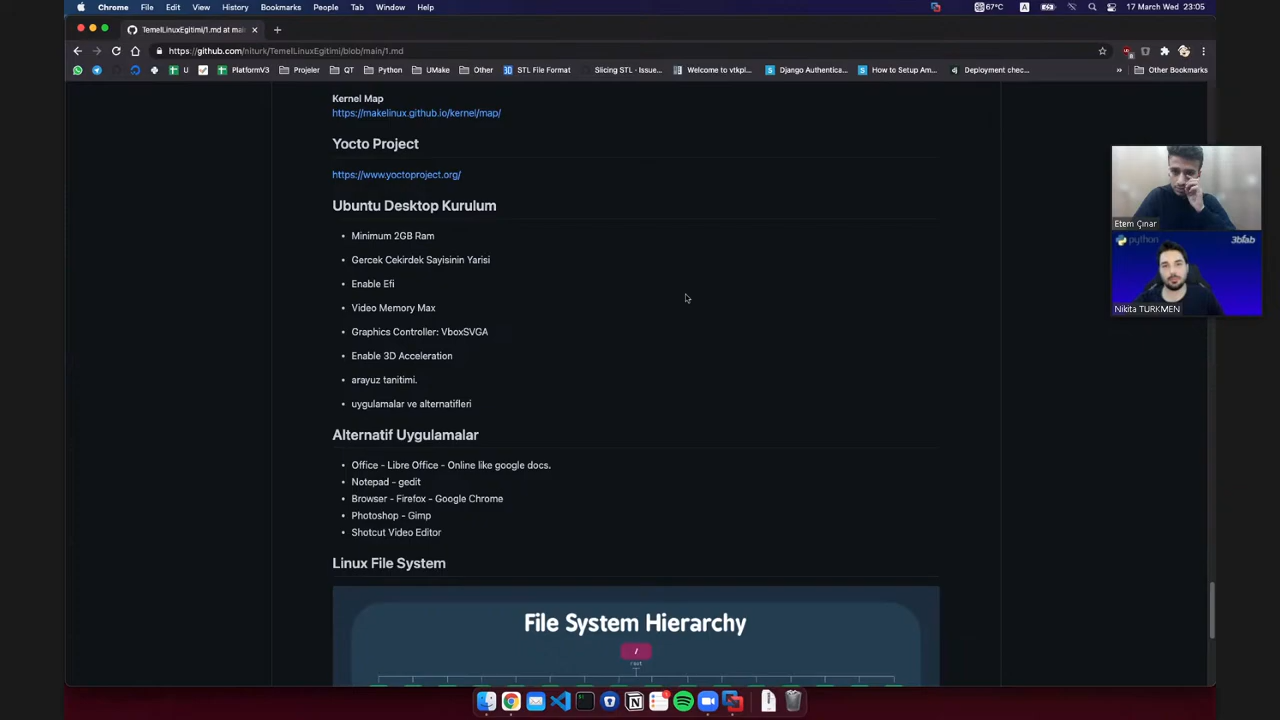 Chrome File Edit View History Bookmarks People Tab Window Help
67°C A 17 March Wed 23:05
TemelLinuxEgitimi/1.md at mai
https://github.com/niturk/TemelLinuxEgitimi/blob/main/1.md
U PlatformV3 Projeler QT Python UMake Other STL File Format Slicing STL - Issue... Welcome to vtkpl... Django Authentica... How to Setup Am... Deployment chec... » Other Bookmarks
Kernel Map
https://makelinux.github.io/kernel/map/
Yocto Project
https://www.yoctoproject.org/
Ubuntu Desktop Kurulum
Minimum 2GB Ram
Gercek Cekirdek Sayisinin Yarisi
Enable Efi
Video Memory Max
Graphics Controller: VboxSVGA
Enable 3D Acceleration
arayuz tanitimi.
uygulamalar ve alternatifleri
Alternatif Uygulamalar
Office - Libre Office - Online like google docs.
Notepad - gedit
Browser - Firefox - Google Chrome
Photoshop - Gimp
Shotcut Video Editor
Linux File System
File System Hierarchy
/
root
Etem Çınar
python 3blab
Nikita TURKMEN